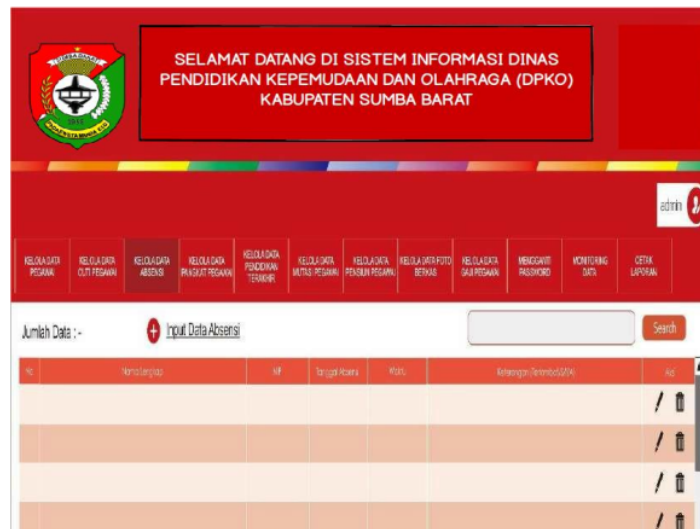 SUMBA BARAT
1945
SELAMAT DATANG DI SISTEM INFORMASI DINAS
PENDIDIKAN KEPEMUDAAN DAN OLAHRAGA (DPKO)
KABUPATEN SUMBA BARAT
admin
KELOLA DATA
PEGAWAI
KELOLA DATA
CUTI PEGAWAI
KELOLA DATA
ABSENSI
KELOLA DATA
PANGKAT PEGAWAI
KELOLA DATA
PENDIDIKAN
TERAKHIR
KELOLA DATA
MUTASI PEGAWAI
KELOLA DATA
PENSIUN PEGAWAI
KELOLA DATA FOTO
BERKAS
KELOLA DATA
GAJI PEGAWAI
MENGGANTI
PASSWORD
MONITORING
DATA
CETAK
LAPORAN
Jumlah Data : -
Input Data Absensi
Search
No
Nama Lengkap
NIP
Tanggal Absensi
Waktu
Aksi